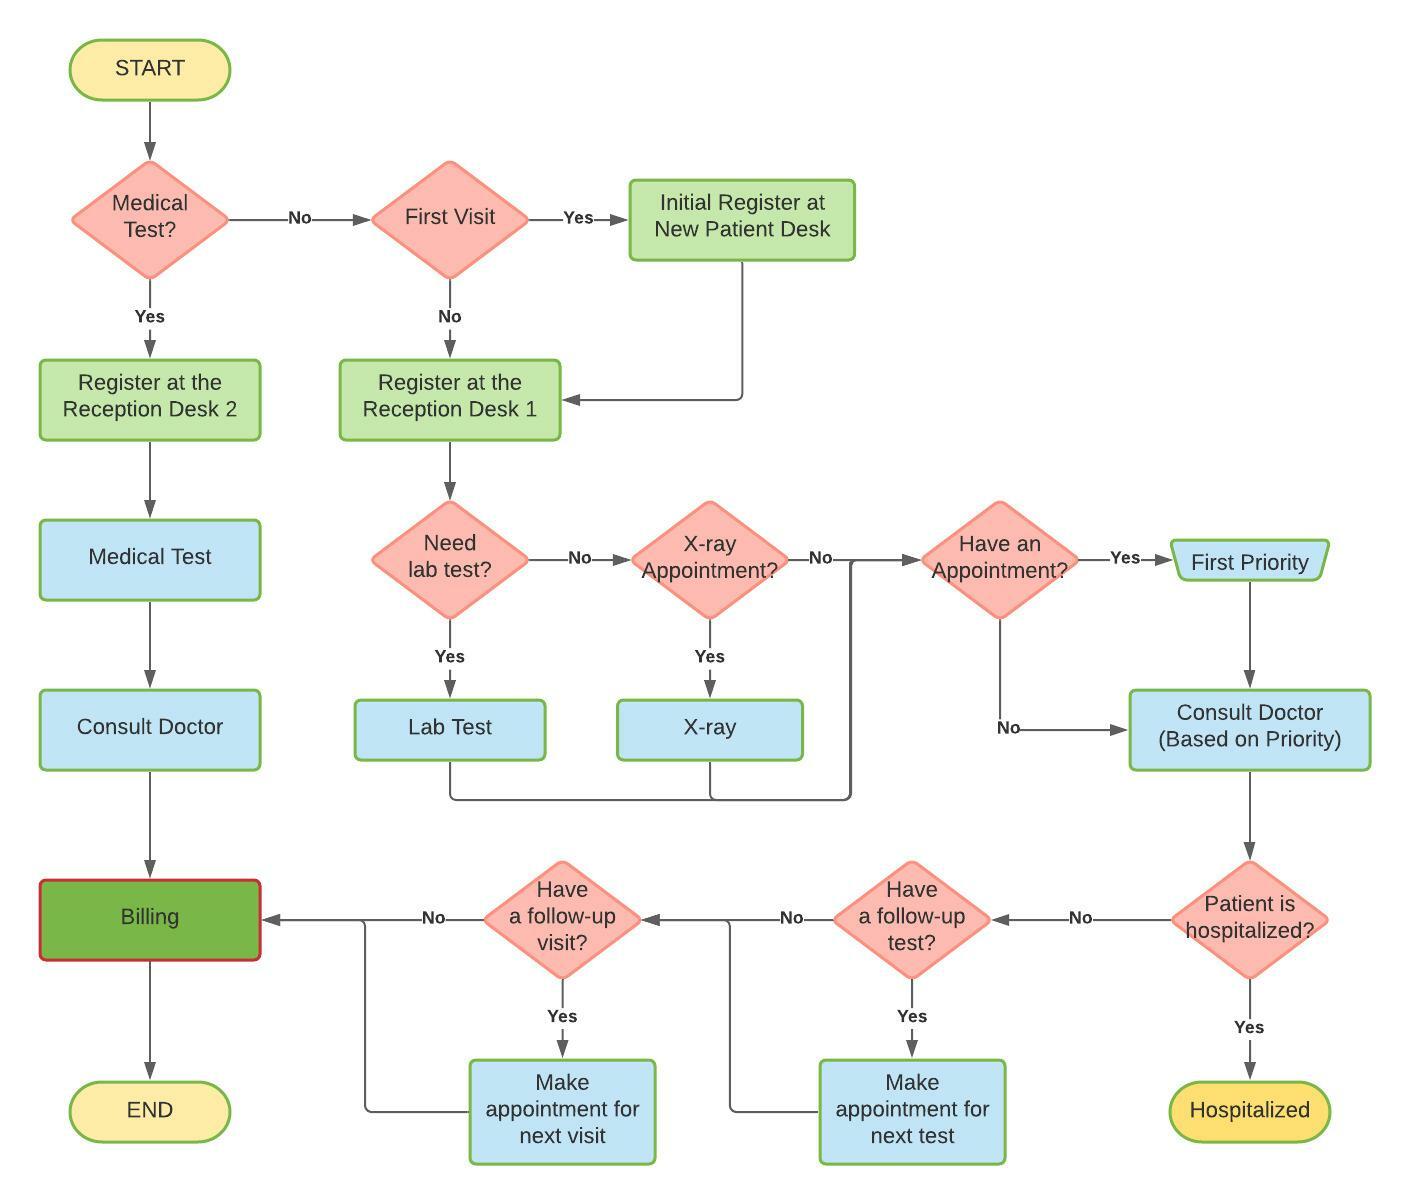 START
Medical
Test?
No
First Visit
Yes
Initial Register at
New Patient Desk
Yes
No
Register at the
Reception Desk 2
Register at the
Reception Desk 1
Medical Test
Need
lab test?
No
X-ray
Appointment?
No
Have an
Appointment?
Yes
First Priority
Yes
Yes
No
Consult Doctor
Lab Test
X-ray
Consult Doctor
(Based on Priority)
Billing
No
Have
a follow-up
visit?
No
Have
a follow-up
test?
No
Patient is
hospitalized?
Yes
Yes
Yes
END
Make
appointment for
next visit
Make
appointment for
next test
Hospitalized